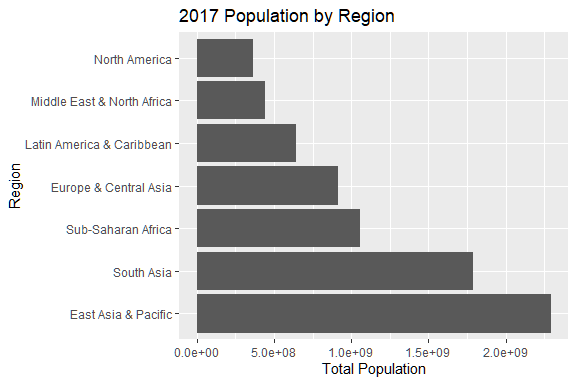 2017 Population by Region
Region
North America
Middle East & North Africa
Latin America & Caribbean
Europe & Central Asia
Sub-Saharan Africa
South Asia
East Asia & Pacific
0.0e+00 5.0e+08 1.0e+09 1.5e+09 2.0e+09
Total Population